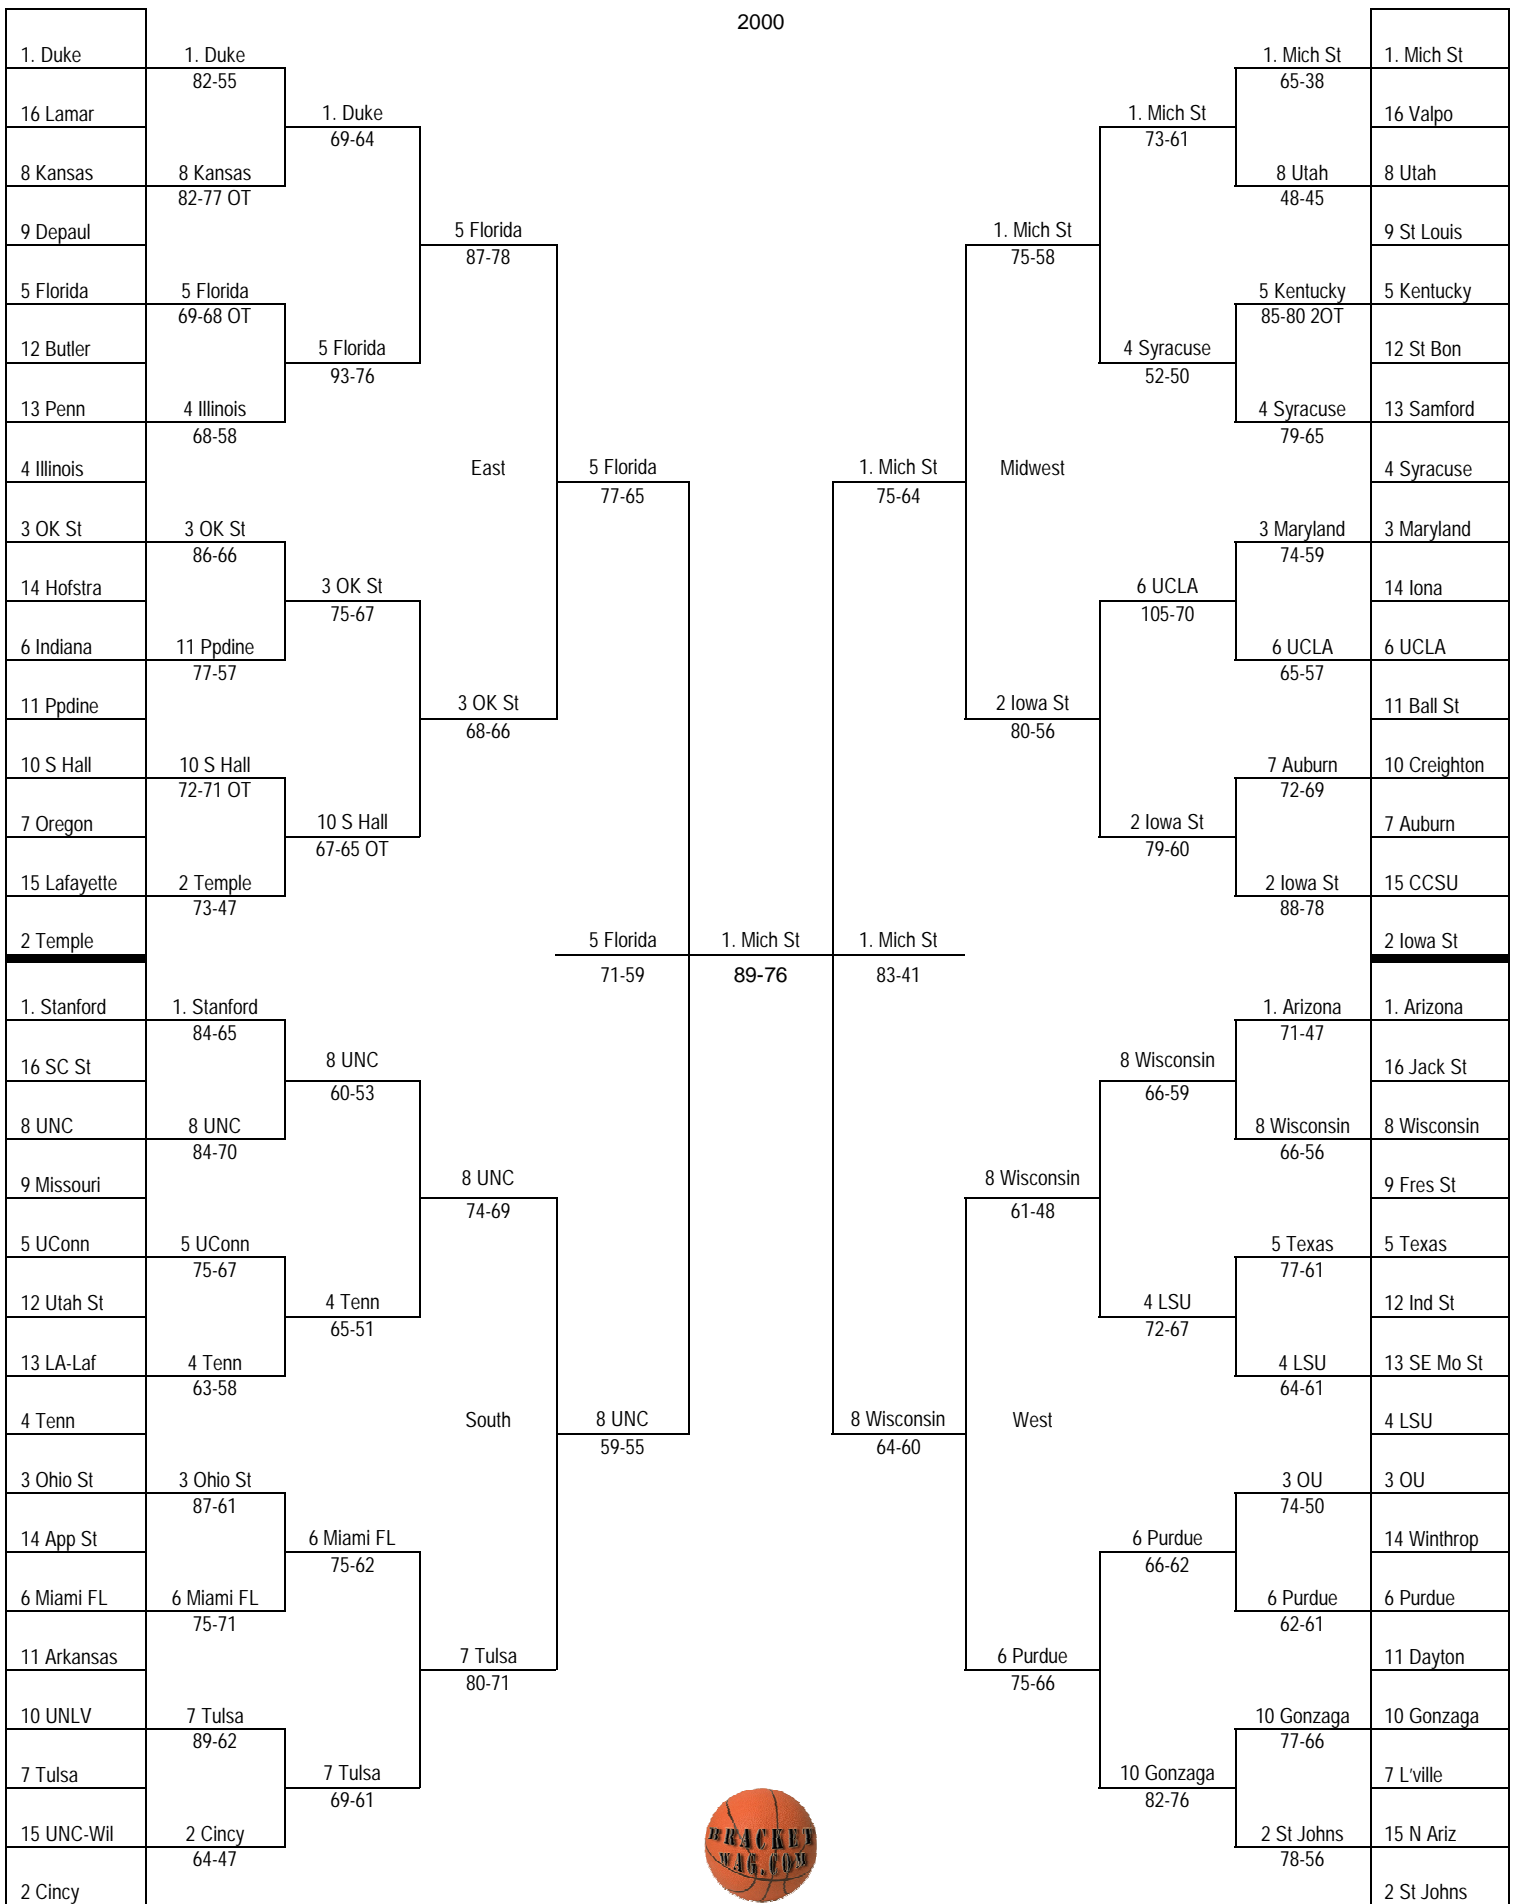 2000
1. Duke
16 Lamar
8 Kansas
9 Depaul
5 Florida
12 Butler
13 Penn
4 Illinois
3 OK St
14 Hofstra
6 Indiana
11 Ppdine
10 S Hall
7 Oregon
15 Lafayette
2 Temple
1. Stanford
16 SC St
8 UNC
9 Missouri
5 UConn
12 Utah St
13 LA-Laf
4 Tenn
3 Ohio St
14 App St
6 Miami FL
11 Arkansas
10 UNLV
7 Tulsa
15 UNC-Wil
2 Cincy
1. Duke
82-55
8 Kansas
82-77 OT
5 Florida
69-68 OT
4 Illinois
68-58
3 OK St
86-66
11 Ppdine
77-57
10 S Hall
72-71 OT
2 Temple
73-47
1. Stanford
84-65
8 UNC
84-70
5 UConn
75-67
4 Tenn
63-58
3 Ohio St
87-61
6 Miami FL
75-71
7 Tulsa
89-62
2 Cincy
64-47
1. Duke
69-64
5 Florida
93-76
3 OK St
75-67
10 S Hall
67-65 OT
8 UNC
60-53
4 Tenn
65-51
6 Miami FL
75-62
7 Tulsa
69-61
5 Florida
87-78
East
3 OK St
68-66
8 UNC
74-69
South
7 Tulsa
80-71
5 Florida
77-65
5 Florida
71-59
8 UNC
59-55
1. Mich St
89-76
1. Mich St
75-64
1. Mich St
83-41
8 Wisconsin
64-60
1. Mich St
75-58
Midwest
2 Iowa St
80-56
8 Wisconsin
61-48
West
6 Purdue
75-66
1. Mich St
73-61
4 Syracuse
52-50
6 UCLA
105-70
2 Iowa St
79-60
8 Wisconsin
66-59
4 LSU
72-67
6 Purdue
66-62
10 Gonzaga
82-76
1. Mich St
65-38
8 Utah
48-45
5 Kentucky
85-80 2OT
4 Syracuse
79-65
3 Maryland
74-59
6 UCLA
65-57
7 Auburn
72-69
2 Iowa St
88-78
1. Arizona
71-47
8 Wisconsin
66-56
5 Texas
77-61
4 LSU
64-61
3 OU
74-50
6 Purdue
62-61
10 Gonzaga
77-66
2 St Johns
78-56
1. Mich St
16 Valpo
8 Utah
9 St Louis
5 Kentucky
12 St Bon
13 Samford
4 Syracuse
3 Maryland
14 Iona
6 UCLA
11 Ball St
10 Creighton
7 Auburn
15 CCSU
2 Iowa St
1. Arizona
16 Jack St
8 Wisconsin
9 Fres St
5 Texas
12 Ind St
13 SE Mo St
4 LSU
3 OU
14 Winthrop
6 Purdue
11 Dayton
10 Gonzaga
7 L'ville
15 N Ariz
2 St Johns
BRACKET
WAG.COM